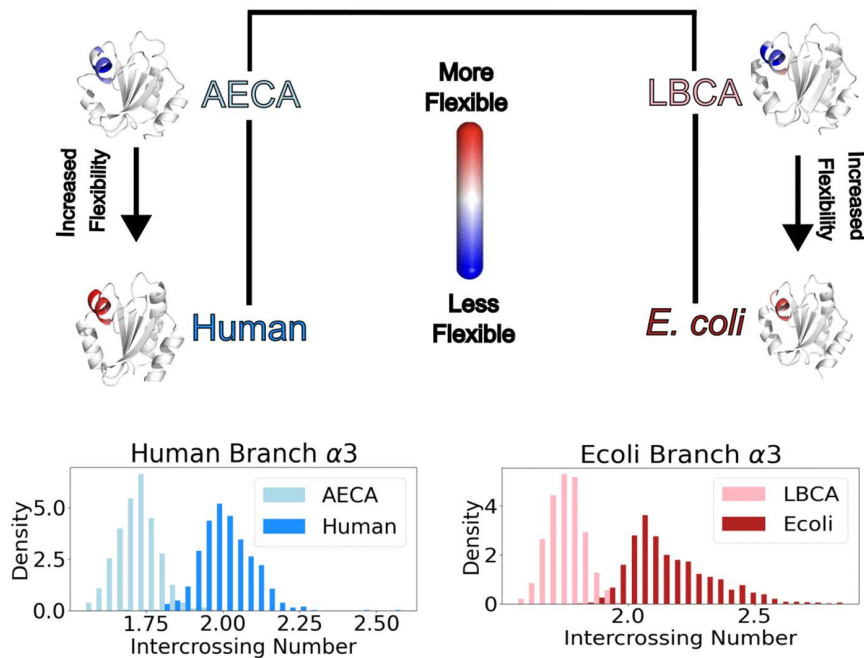 AECA
More
Flexible
LBCA
Increased
Flexibility
Increased
Flexibility
Human
Less
Flexible
E. coli
Human Branch α3
Density
5.0
2.5
0.0
AECA
Human
1.75
2.00
2.25
2.50
Intercrossing Number
Ecoli Branch α3
Density
4
2
0
LBCA
Ecoli
2.0
2.5
Intercrossing Number